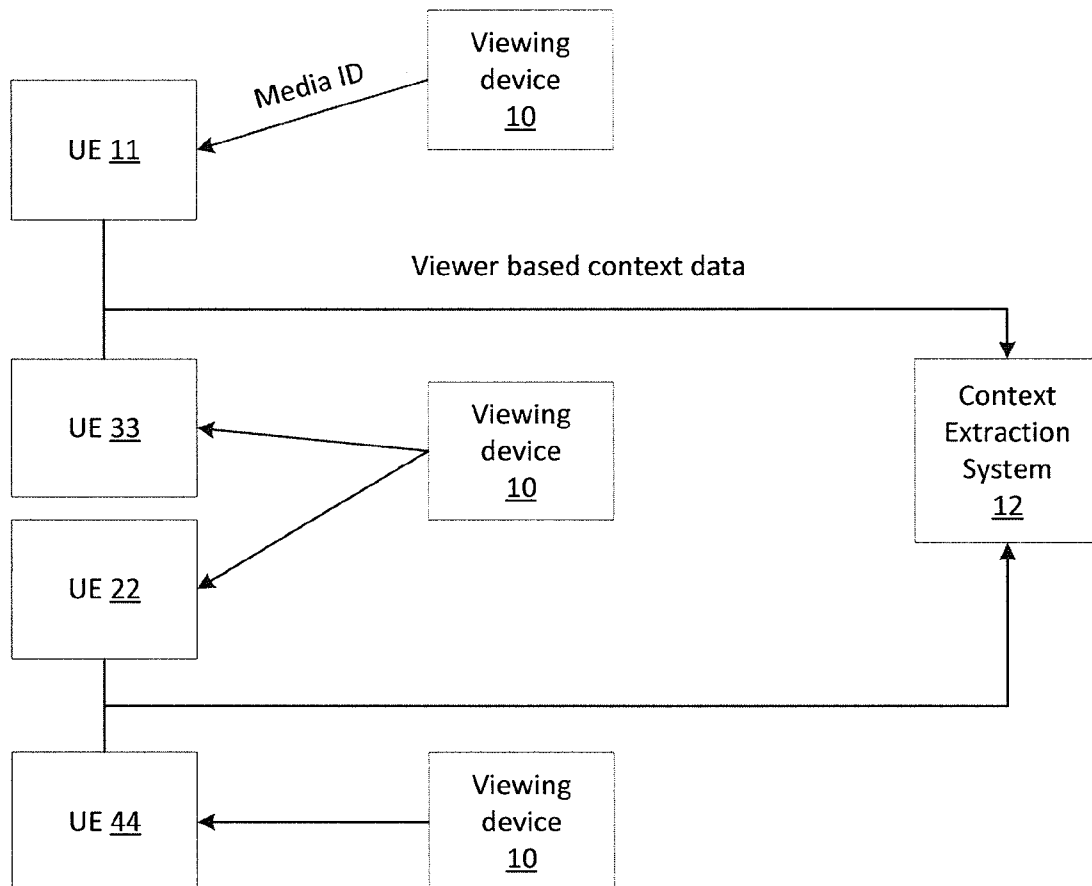 Viewing
device
10
Media ID
UE 11
Viewer based context data
UE 33
Viewing
device
10
Context
Extraction
System
12
UE 22
UE 44
Viewing
device
10